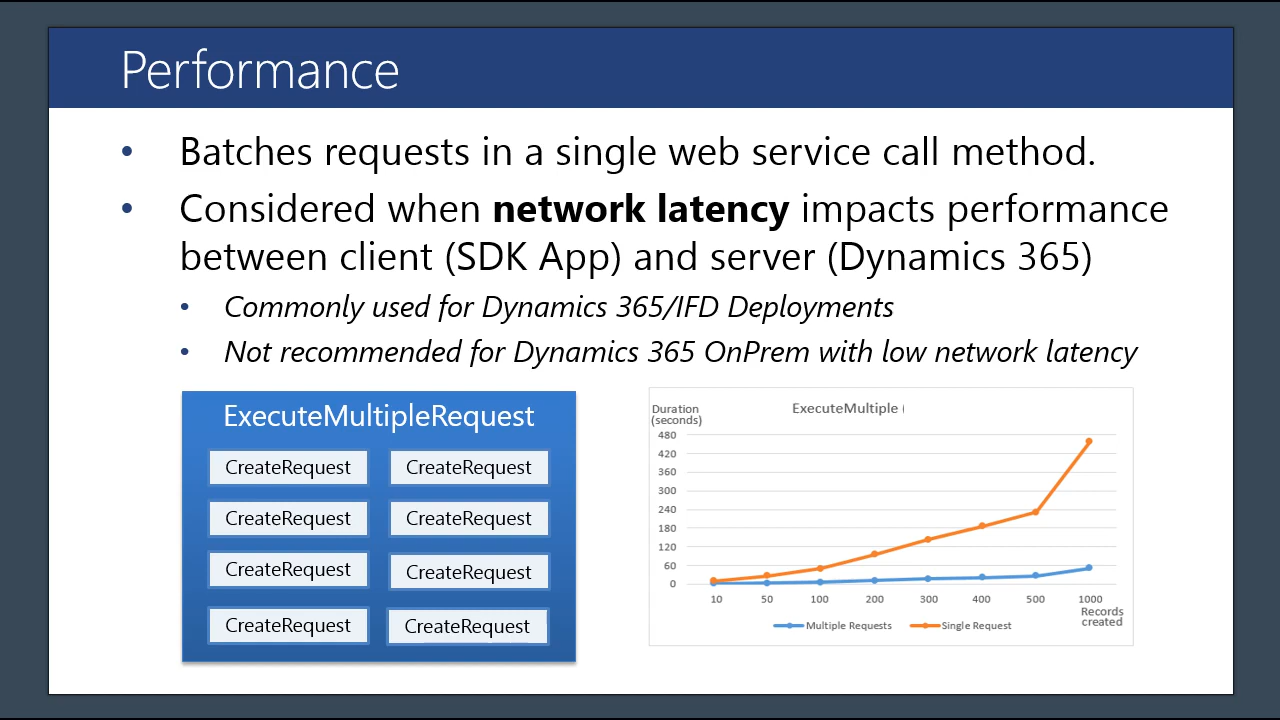 Performance
• Batches requests in a single web service call method.
• Considered when network latency impacts performance
between client (SDK App) and server (Dynamics 365)
• Commonly used for Dynamics 365/IFD Deployments
• Not recommended for Dynamics 365 OnPrem with low network latency
ExecuteMultipleRequest
CreateRequest CreateRequest
CreateRequest CreateRequest
CreateRequest CreateRequest
CreateRequest CreateRequest
ExecuteMultiple (
Duration
(seconds)
480
420
360
300
240
180
120
60
0
10 50 100 200 300 400 500 1000
Records
created
Multiple Requests Single Request